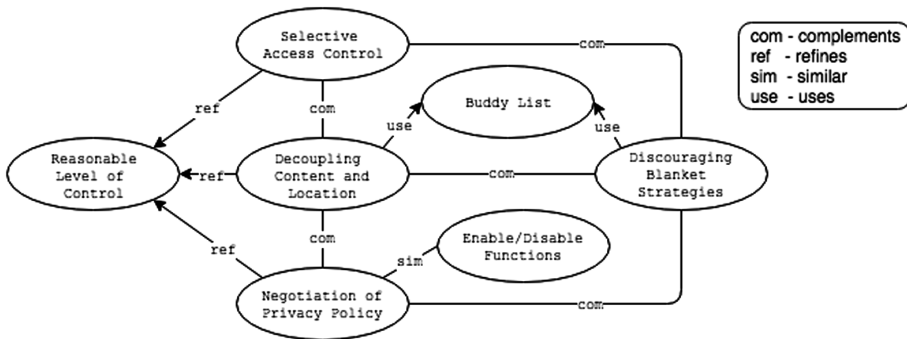 Selective
Access Control
com
com - complements
ref - refines
sim - similar
use - uses
ref
com
Buddy List
use
use
Reasonable
Level of
Control
ref
Decoupling
Content and
Location
com
Discouraging
Blanket
Strategies
com
ref
sim
Enable/Disable
Functions
Negotiation of
Privacy Policy
com